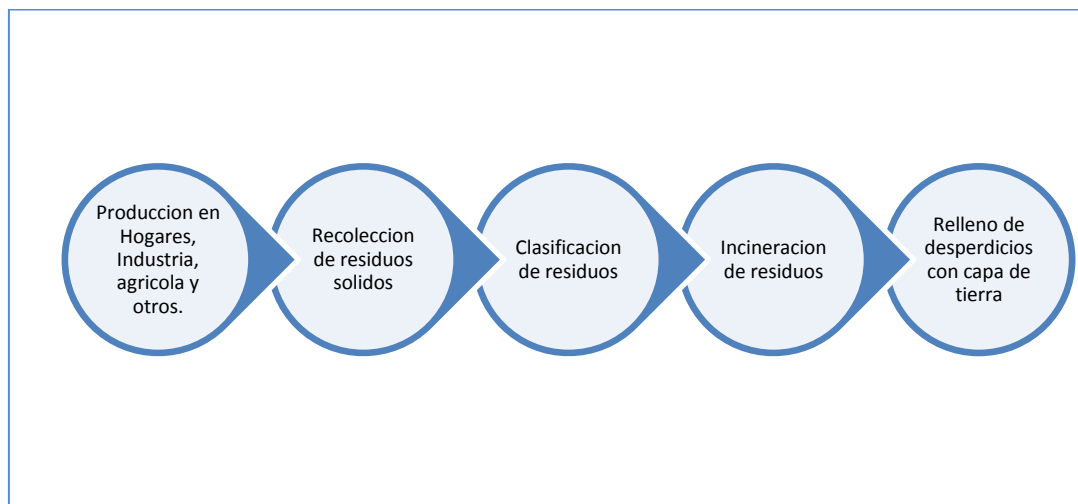 Produccion en
Hogares,
Industria,
agricola y
otros.
Recoleccion
de residuos
solidos
Clasificacion
de residuos
Incineracion
de residuos
Relleno de
desperdicios
con capa de
tierra